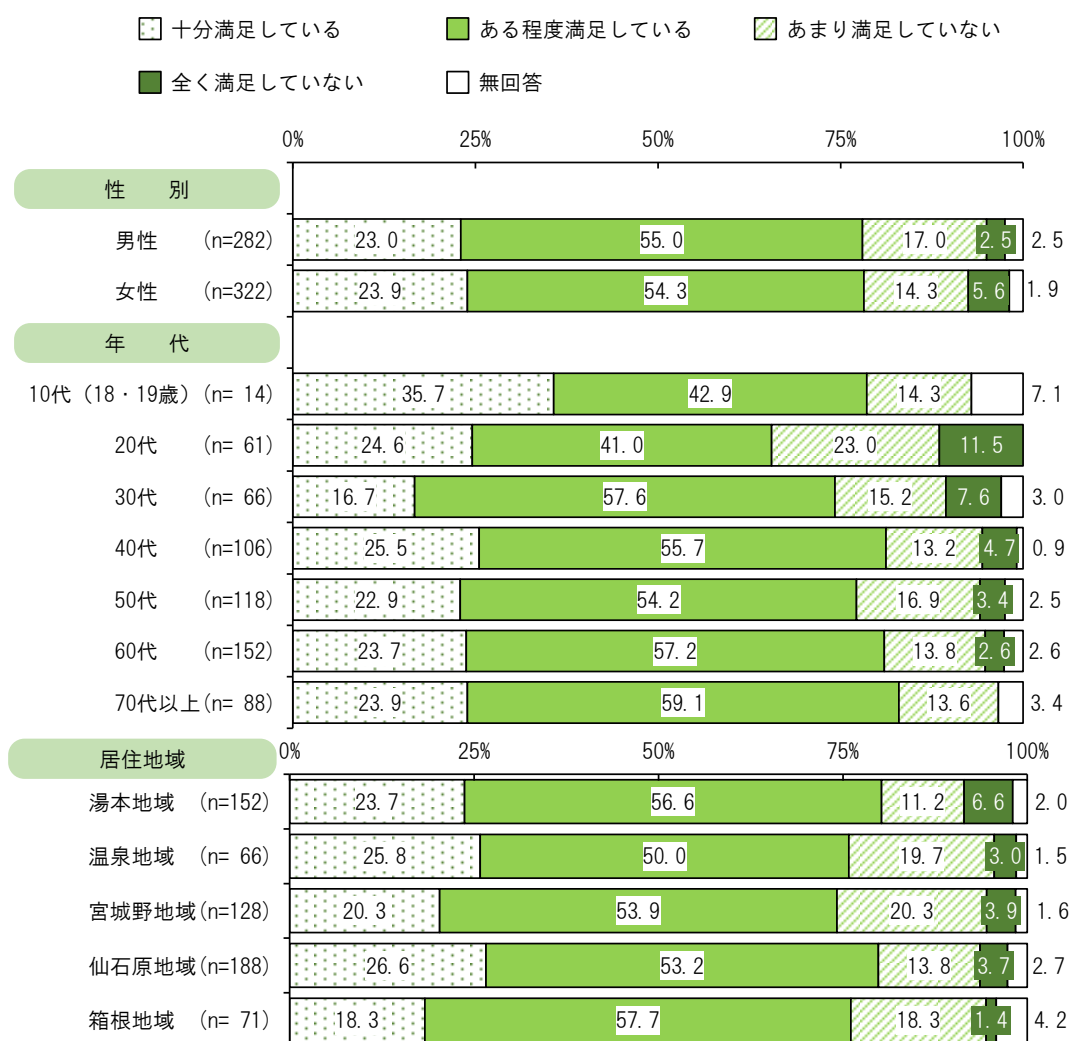 十分満足している ある程度満足している あまり満足していない
全く満足していない 無回答
0% 25% 50% 75% 100%
性 別
男性 (n=282) 23.0 55.0 17.0 2.5 2.5
女性 (n=322) 23.9 54.3 14.3 5.6 1.9
年 代
10代（18・19歳）(n= 14) 35.7 42.9 14.3 7.1
20代 (n= 61) 24.6 41.0 23.0 11.5
30代 (n= 66) 16.7 57.6 15.2 7.6 3.0
40代 (n=106) 25.5 55.7 13.2 4.7 0.9
50代 (n=118) 22.9 54.2 16.9 3.4 2.5
60代 (n=152) 23.7 57.2 13.8 2.6 2.6
70代以上(n= 88) 23.9 59.1 13.6 3.4
居住地域 0% 25% 50% 75% 100%
湯本地域 (n=152) 23.7 56.6 11.2 6.6 2.0
温泉地域 (n= 66) 25.8 50.0 19.7 3.0 1.5
宮城野地域(n=128) 20.3 53.9 20.3 3.9 1.6
仙石原地域(n=188) 26.6 53.2 13.8 3.7 2.7
箱根地域 (n= 71) 18.3 57.7 18.3 1.4 4.2